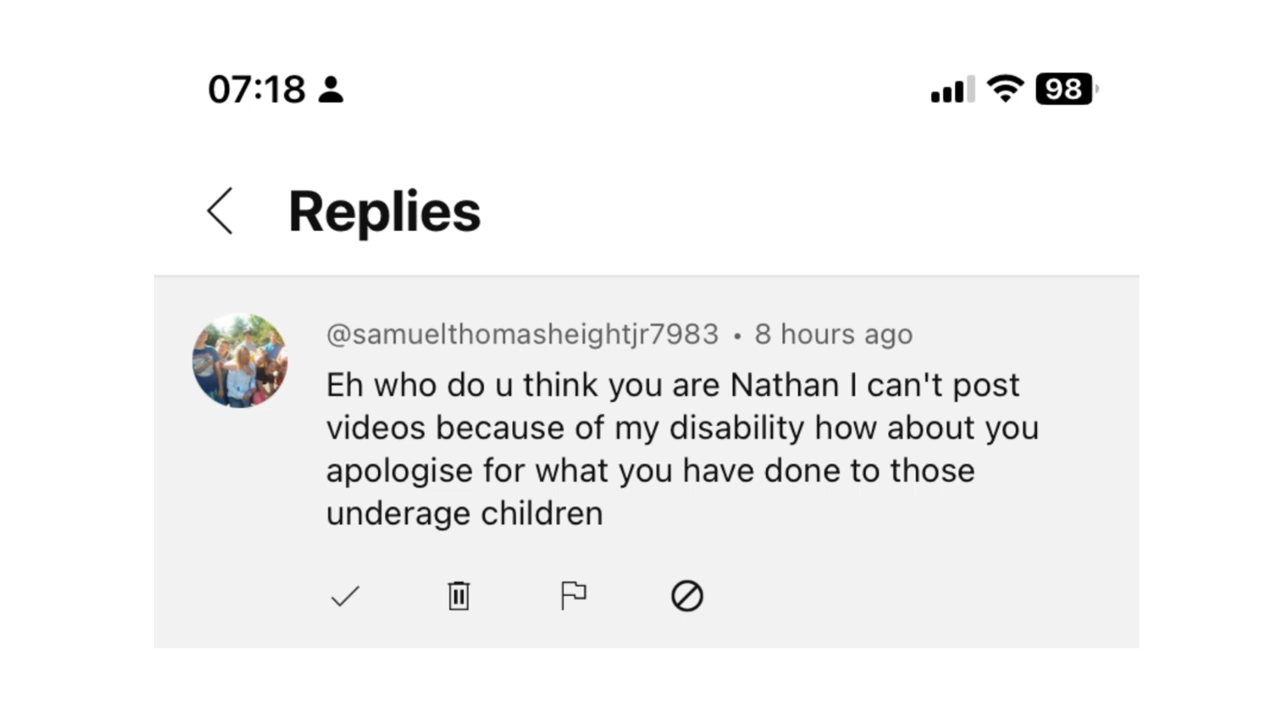 07:18
98
Replies
@samuelthomasheightjr7983 • 8 hours ago
Eh who do u think you are Nathan I can't post
videos because of my disability how about you
apologise for what you have done to those
underage children